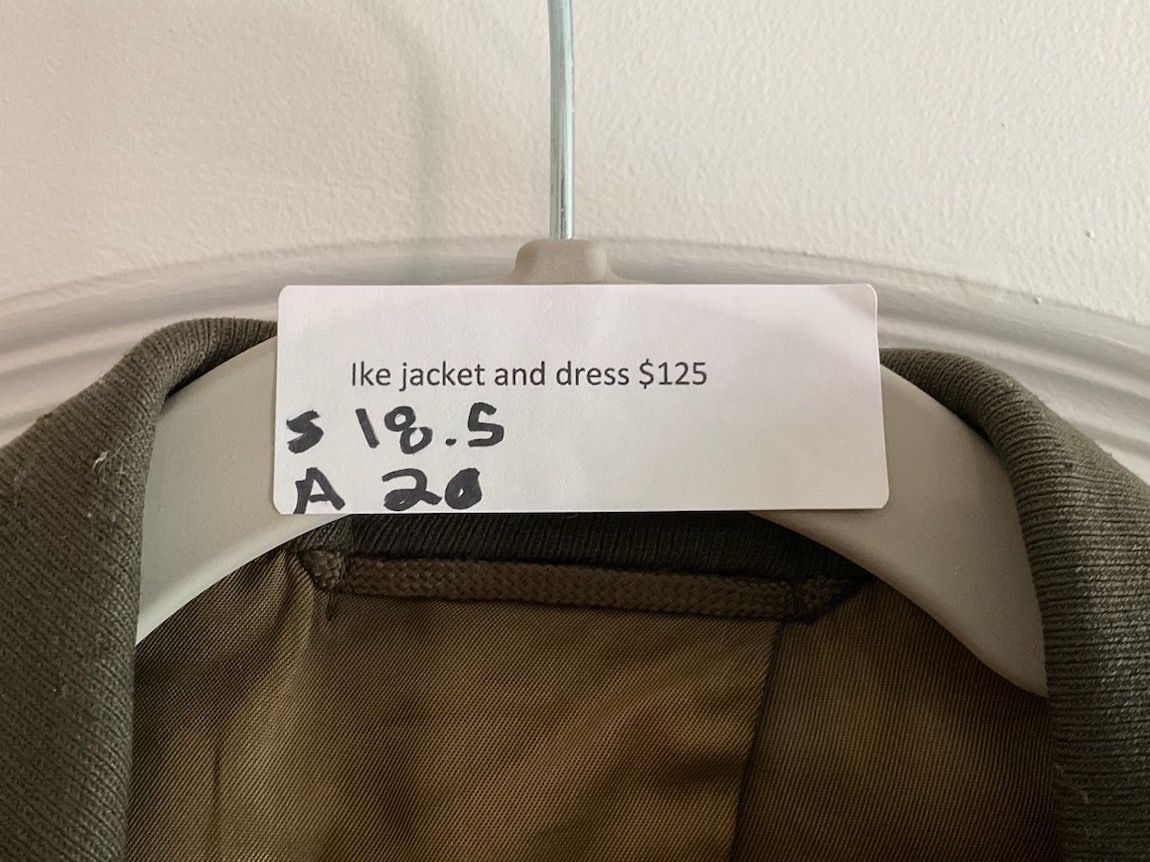 Ike jacket and dress $125
S 18.5
A 20